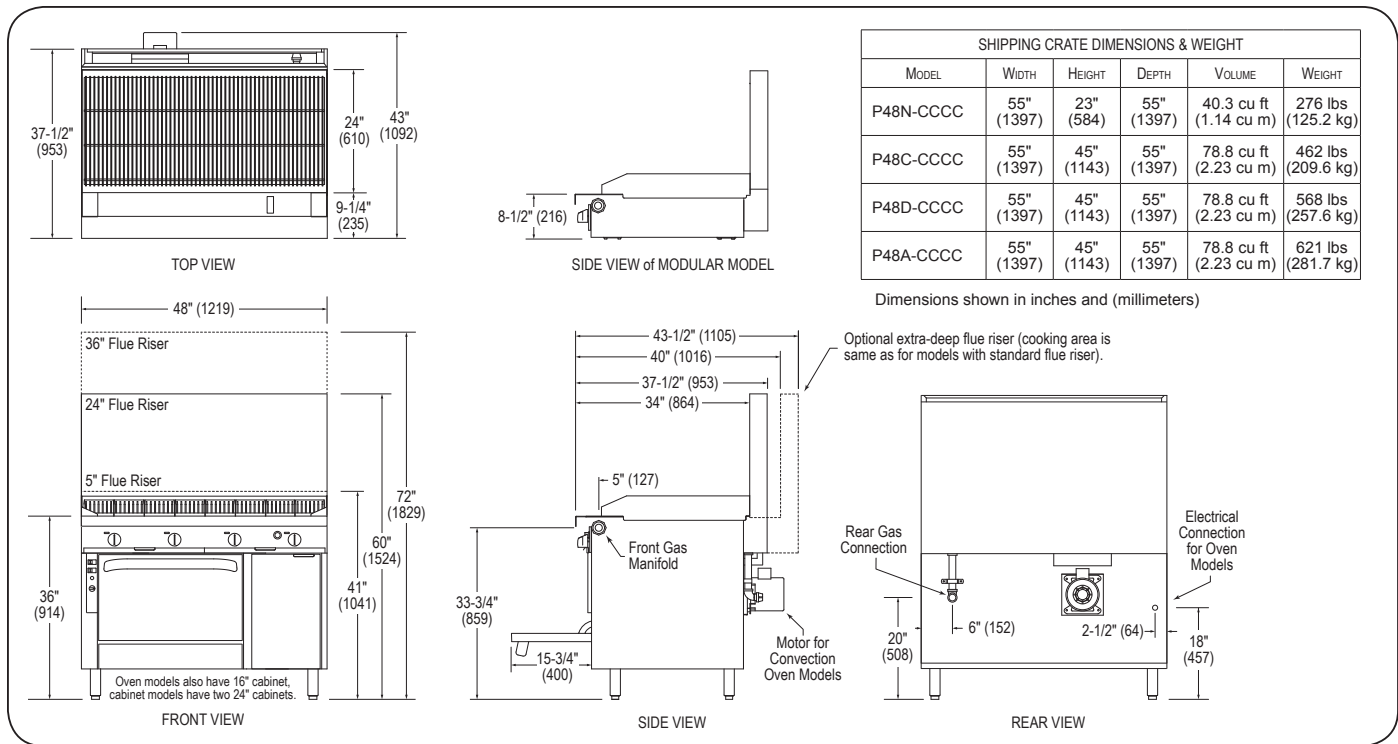 37-1/2"
(953)
24"
(610)
43"
(1092)
9-1/4"
(235)
TOP VIEW
8-1/2" (216)
SIDE VIEW of MODULAR MODEL
SHIPPING CRATE DIMENSIONS & WEIGHT
MODEL WIDTH HEIGHT DEPTH VOLUME WEIGHT
P48N-CCCC 55" (1397) 23" (584) 55" (1397) 40.3 cu ft (1.14 cu m) 276 lbs (125.2 kg)
P48C-CCCC 55" (1397) 45" (1143) 55" (1397) 78.8 cu ft (2.23 cu m) 462 lbs (209.6 kg)
P48D-CCCC 55" (1397) 45" (1143) 55" (1397) 78.8 cu ft (2.23 cu m) 568 lbs (257.6 kg)
P48A-CCCC 55" (1397) 45" (1143) 55" (1397) 78.8 cu ft (2.23 cu m) 621 lbs (281.7 kg)
Dimensions shown in inches and (millimeters)
48" (1219)
36" Flue Riser
24" Flue Riser
5" Flue Riser
72"
(1829)
60"
(1524)
41"
(1041)
36"
(914)
Oven models also have 16" cabinet,
cabinet models have two 24" cabinets.
FRONT VIEW
43-1/2" (1105)
40" (1016)
37-1/2" (953)
34" (864)
Optional extra-deep flue riser (cooking area is
same as for models with standard flue riser).
5" (127)
Front Gas
Manifold
33-3/4"
(859)
15-3/4"
(400)
Motor for
Convection
Oven Models
SIDE VIEW
Rear Gas
Connection
Electrical
Connection
for Oven
Models
20"
(508)
6" (152)
2-1/2" (64)
18"
(457)
REAR VIEW